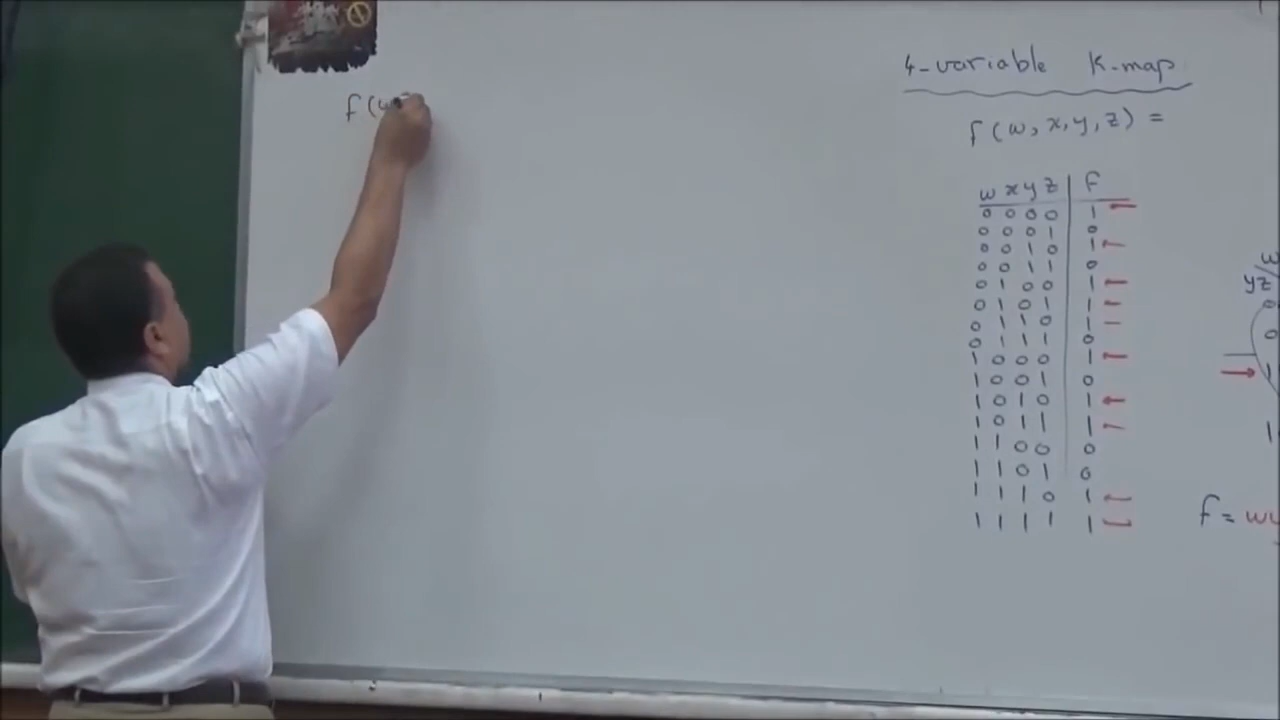 f(w
4-variable K-map
f(w,x,y,z) =
w x y z | F
0 0 0 0 | 1
0 0 0 1 | 0
0 0 1 0 | 1
0 0 1 1 | 0
0 1 0 0 | 1
0 1 0 1 | 1
0 1 1 0 | 1
0 1 1 1 | 0
1 0 0 0 | 1
1 0 0 1 | 0
1 0 1 0 | 1
1 0 1 1 | 1
1 1 0 0 | 0
1 1 0 1 | 0
1 1 1 0 | 1
1 1 1 1 | 1
w
yz
0
0
1
1
f = w